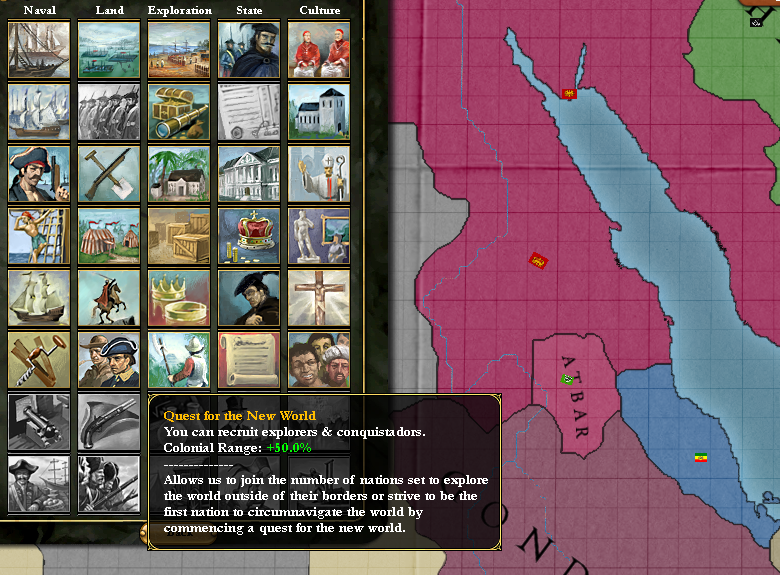 Naval Land Exploration State Culture
Quest for the New World
You can recruit explorers & conquistadors.
Colonial Range: +50.0%
--------------
Allows us to join the number of nations set to explore
the world outside of their borders or strive to be the
first nation to circumnavigate the world by
commencing a quest for the new world.
Back
ATBAR
OND